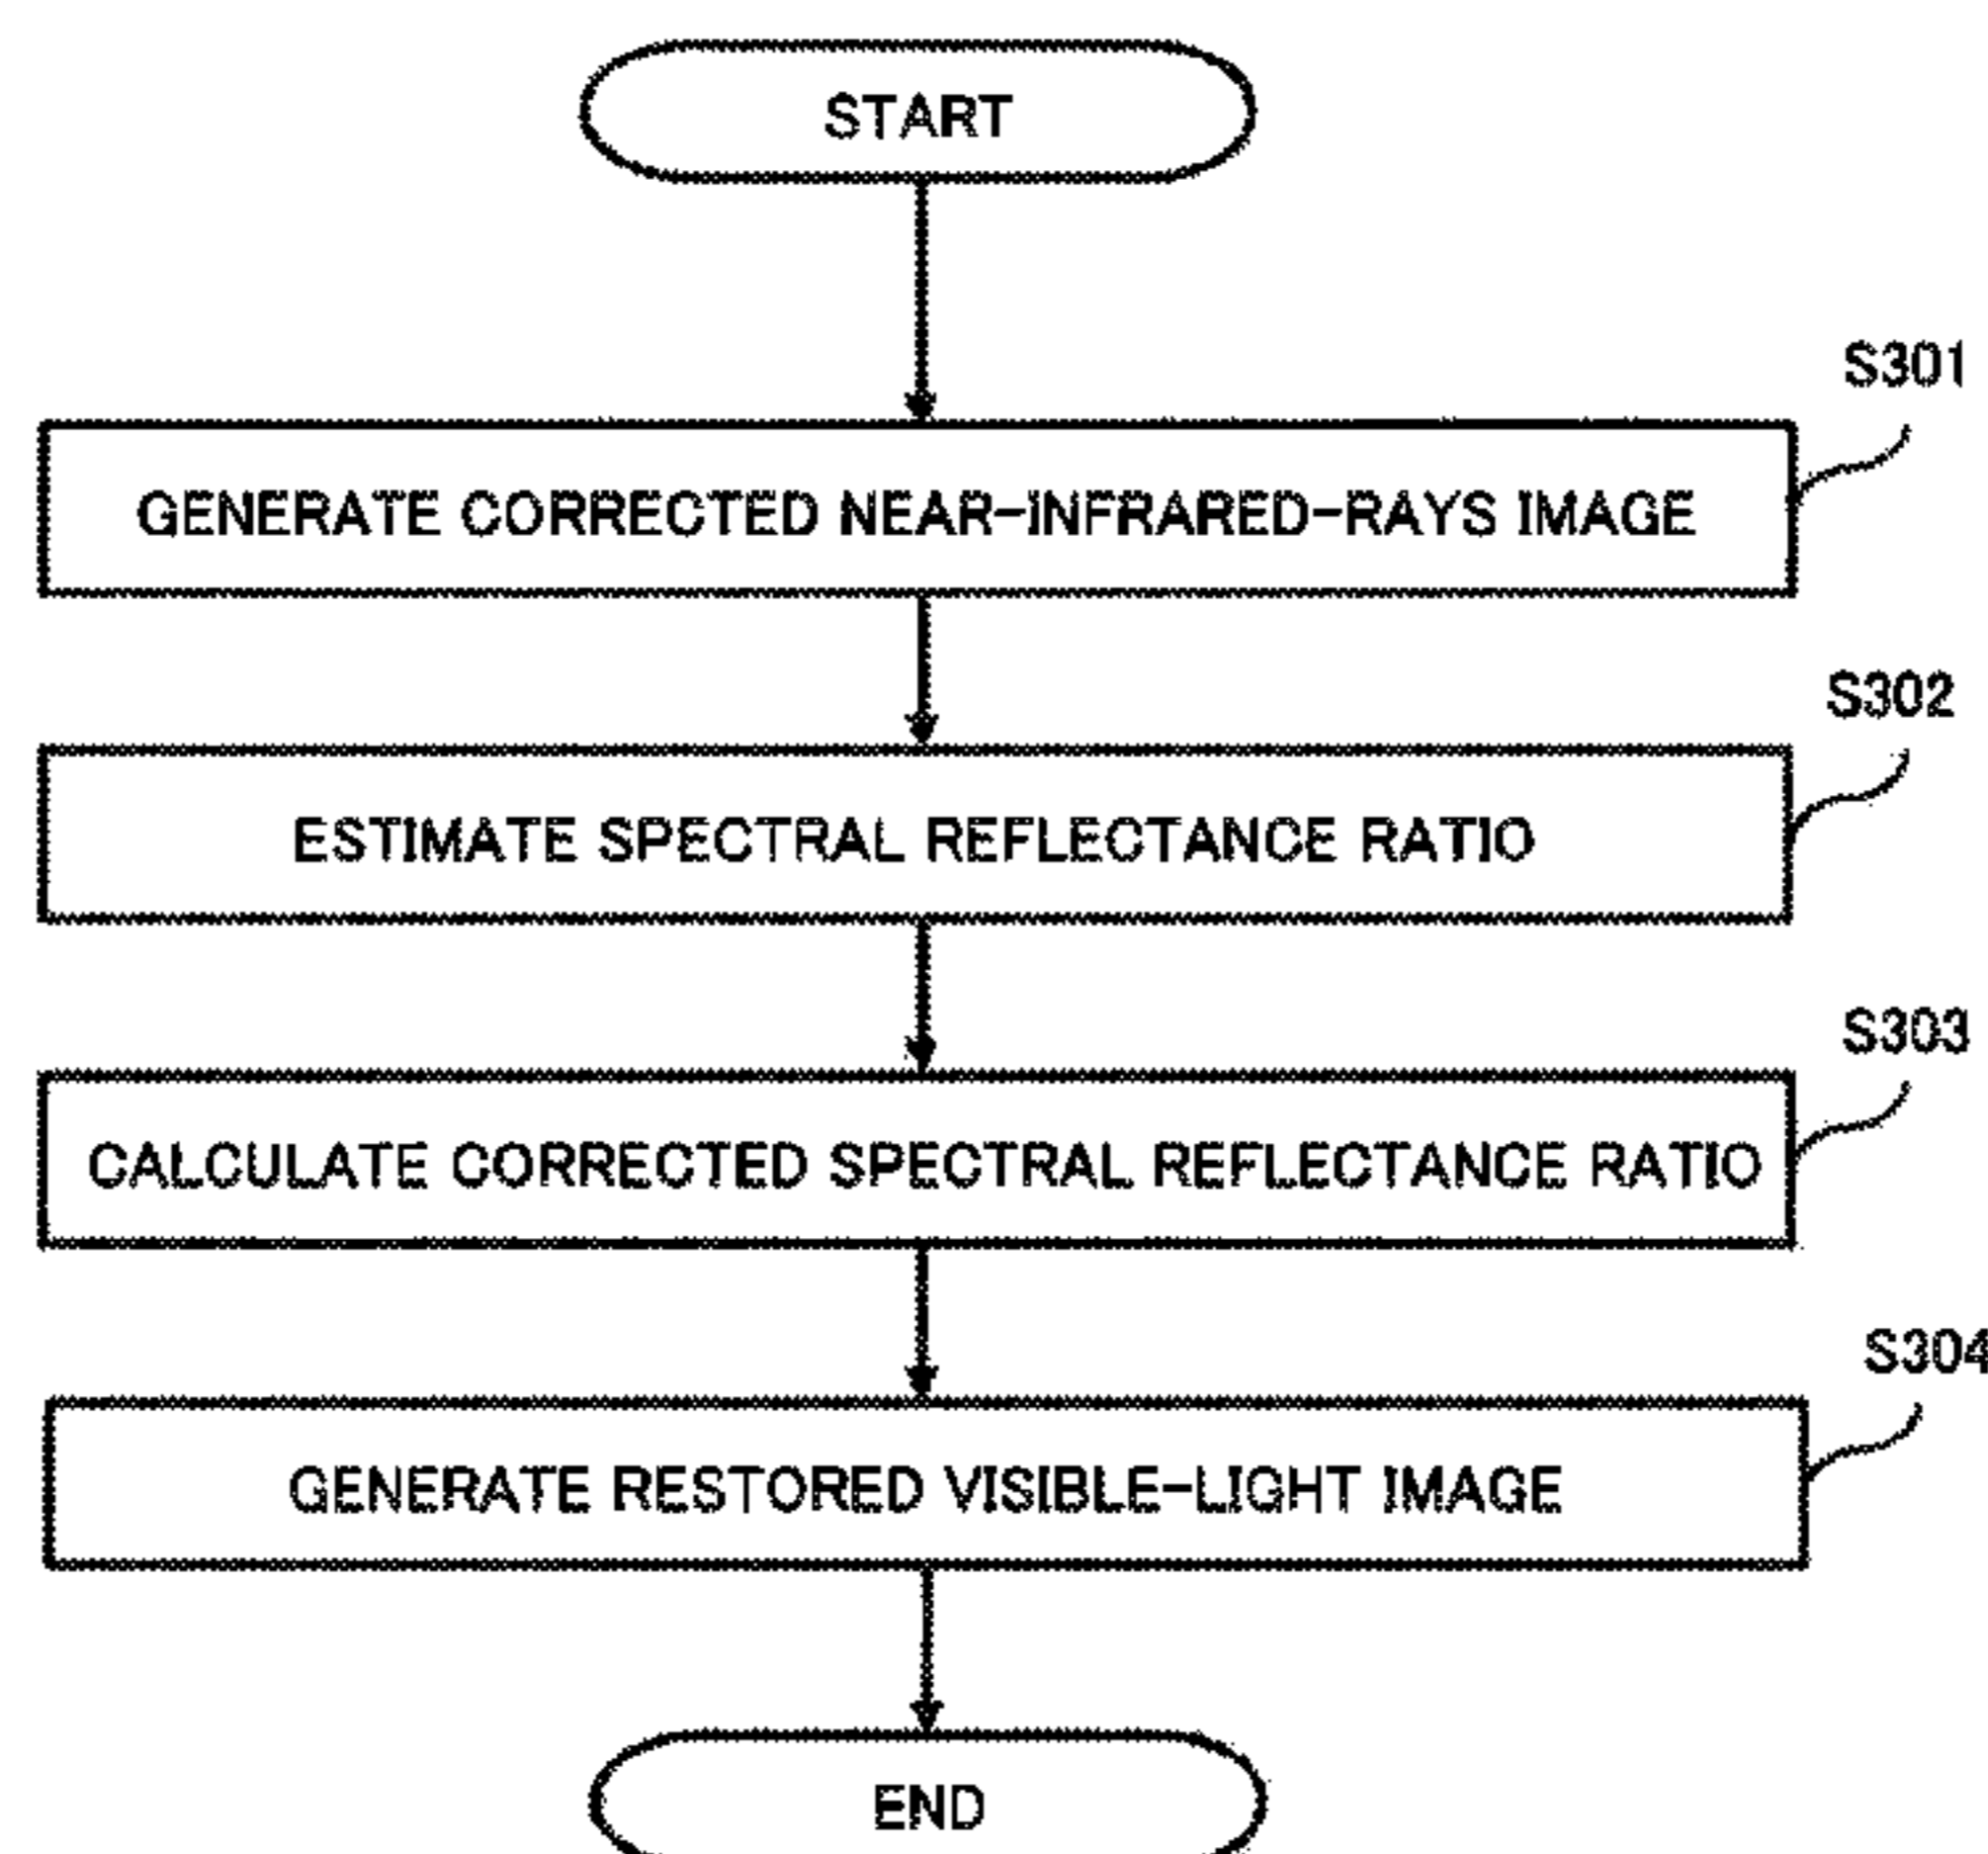 START
S301
GENERATE CORRECTED NEAR-INFRARED-RAYS IMAGE
S302
ESTIMATE SPECTRAL REFLECTANCE RATIO
S303
CALCULATE CORRECTED SPECTRAL REFLECTANCE RATIO
S304
GENERATE RESTORED VISIBLE-LIGHT IMAGE
END